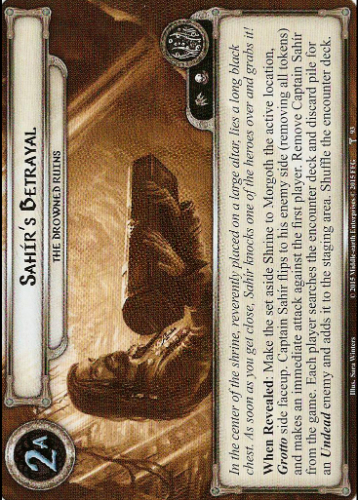 2A
Sahír's Betrayal
The Drowned Ruins
In the center of the shrine, reverently placed on a large altar, lies a long black
chest. As soon as you get close, Sahír knocks one of the heroes over and grabs it!
When Revealed: Make the set aside Shrine to Morgoth the active location,
Grotto side faceup. Captain Sahír flips to his enemy side (removing all tokens)
and makes an immediate attack against the first player. Remove Captain Sahír
from the game. Each player searches the encounter deck and discard pile for
an Undead enemy and adds it to the staging area. Shuffle the encounter deck.
Illus. Sara Winters © 2015 Middle-earth Enterprises © 2015 FFG 93